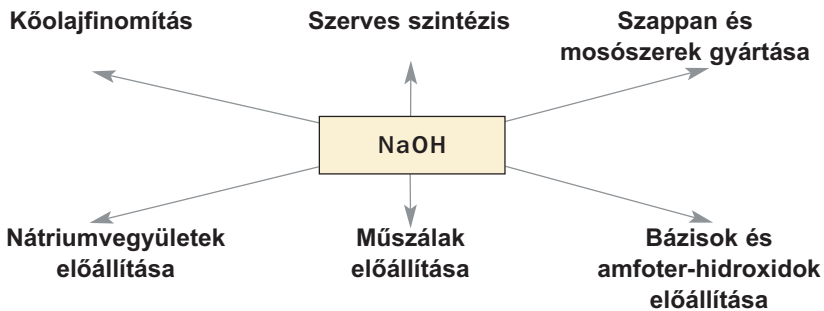 Kőolajfinomítás
Szerves szintézis
Szappan és
mosószerek gyártása
NaOH
Nátriumvegyületek
előállítása
Műszálak
előállítása
Bázisok és
amfoter-hidroxidok
előállítása